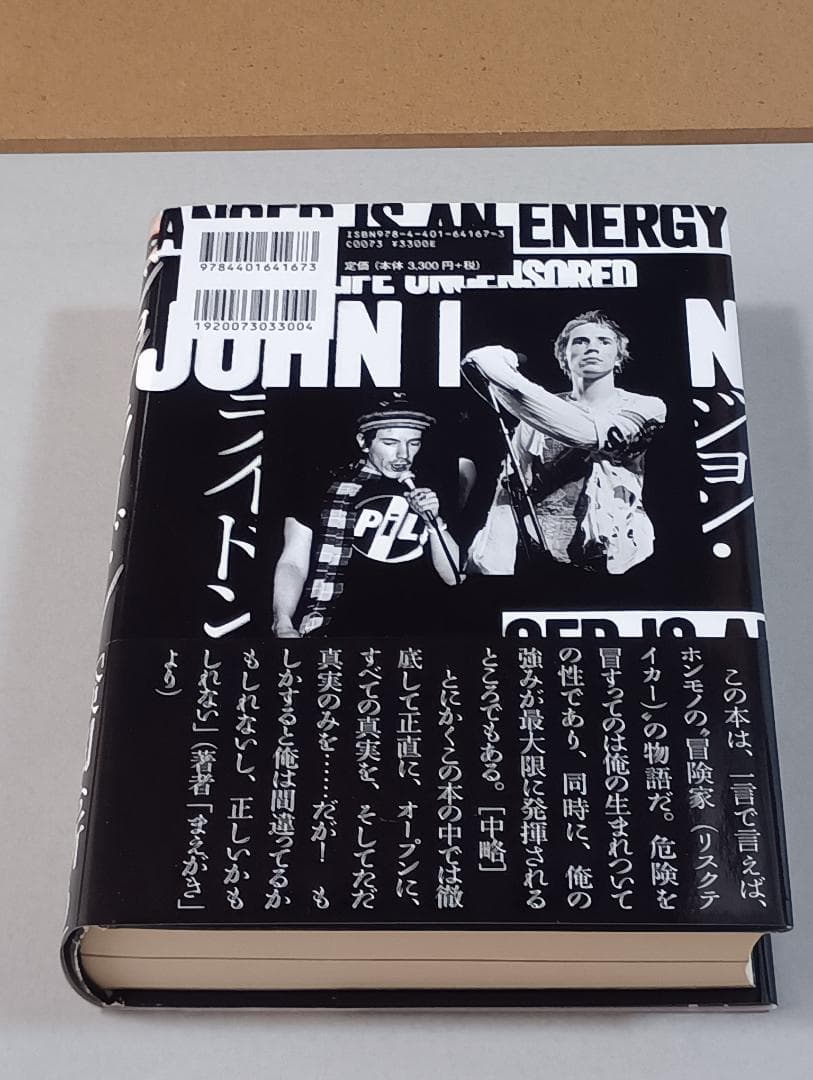 ANGER IS AN ENERGY
ISBN978-4-401-64167-3
C0073 ¥3300E
定価(本体3,300円+税)
9784401641673
1920073033004
LIFE UNCENSORED
JOHN
N
ジョン・
ライドン
PiL
この本は、一言で言えば、
ホンモノの“冒険家(リスクテ
イカー)”の物語だ。危険を
冒すってのは俺の生まれついて
の性であり、同時に、俺の
強みが最大限に発揮される
ところでもある。[中略]
とにかくこの本の中では徹
底して正直に、オープンに、
すべての真実を、そしてただ
真実のみを……だが! も
しかすると俺は間違ってるか
もしれないし、正しいかも
しれない」(著者「まえがき」
より)